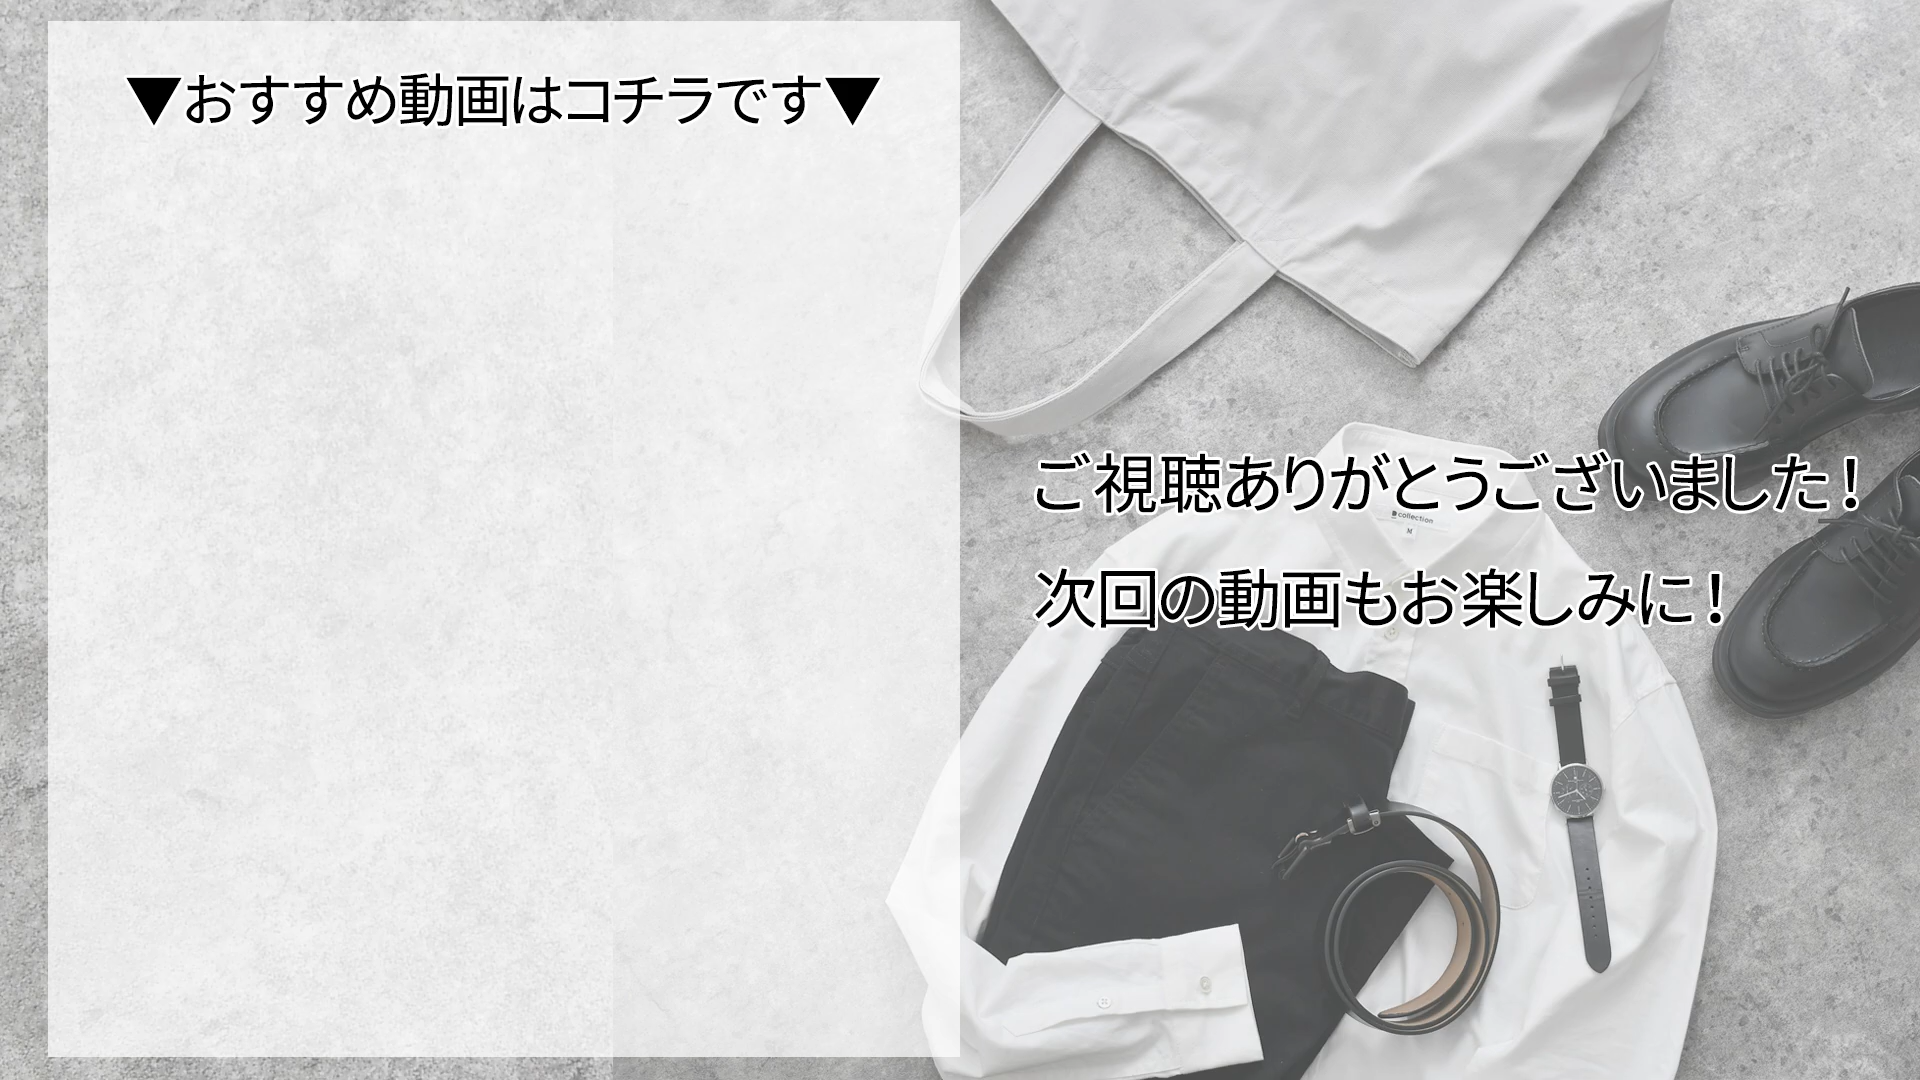 ▼おすすめ動画はコチラです▼
ご視聴ありがとうございました！
D collection
M
次回の動画もお楽しみに！